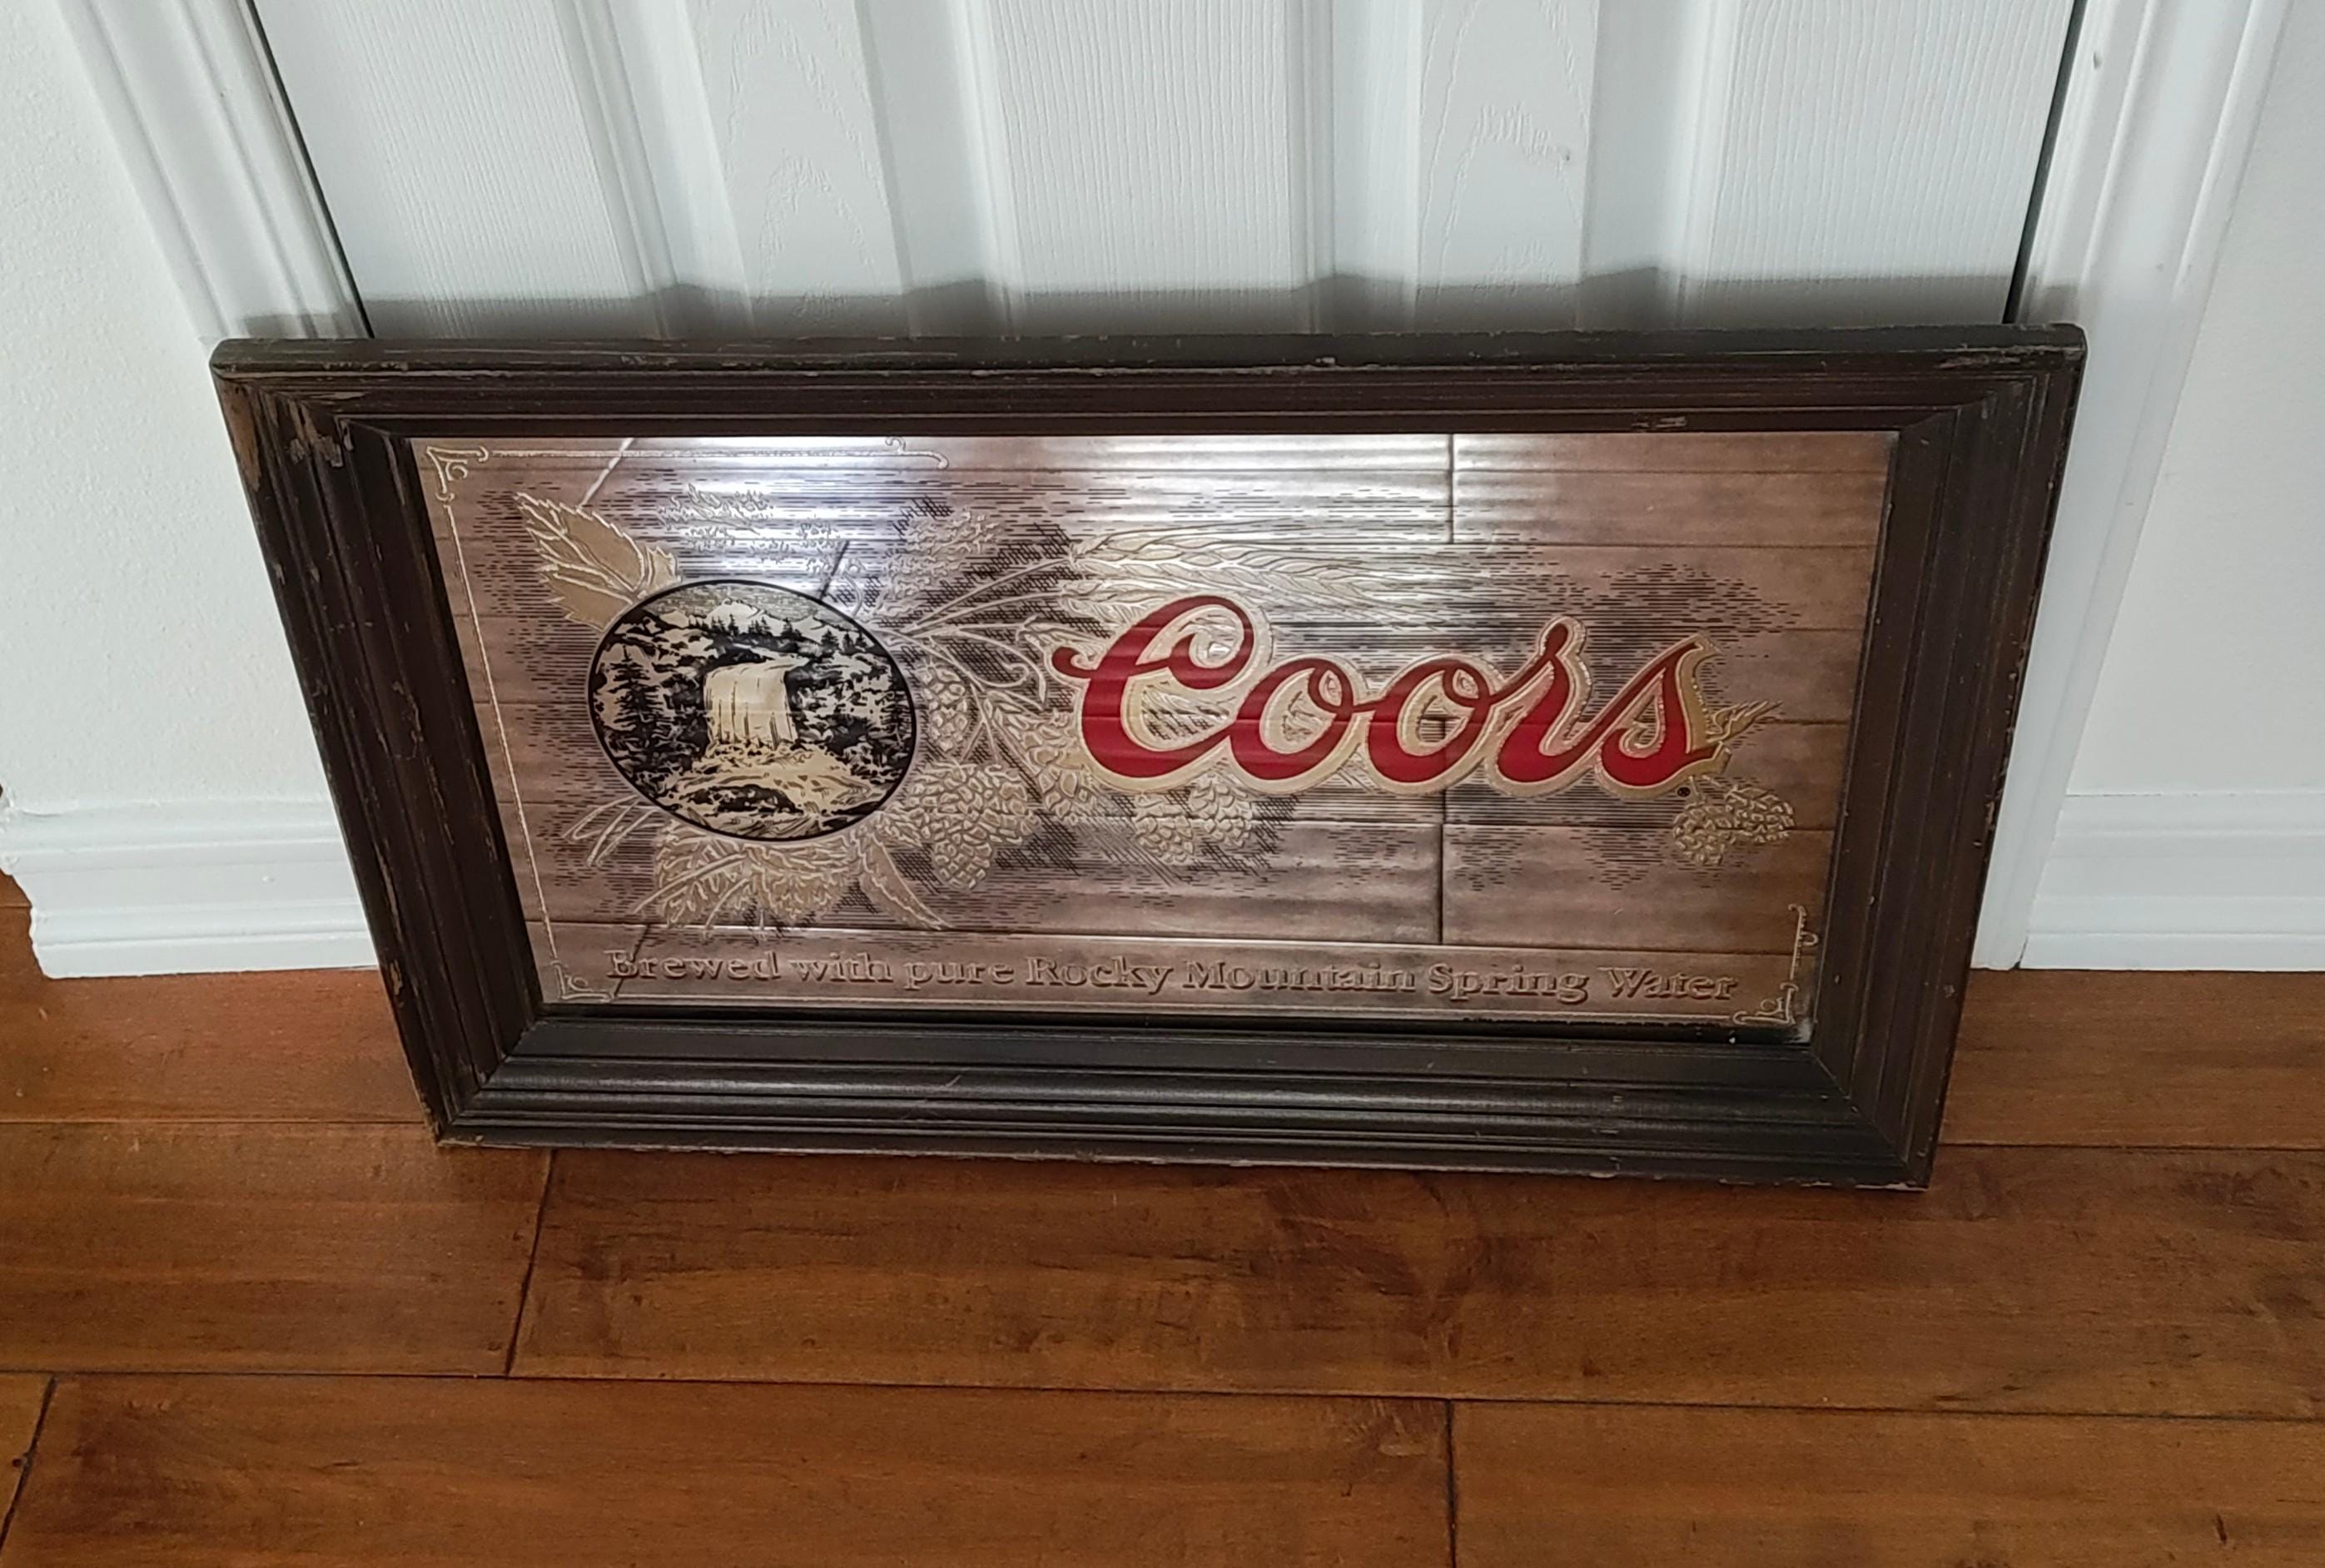 Coors®
Brewed with pure Rocky Mountain Spring Water